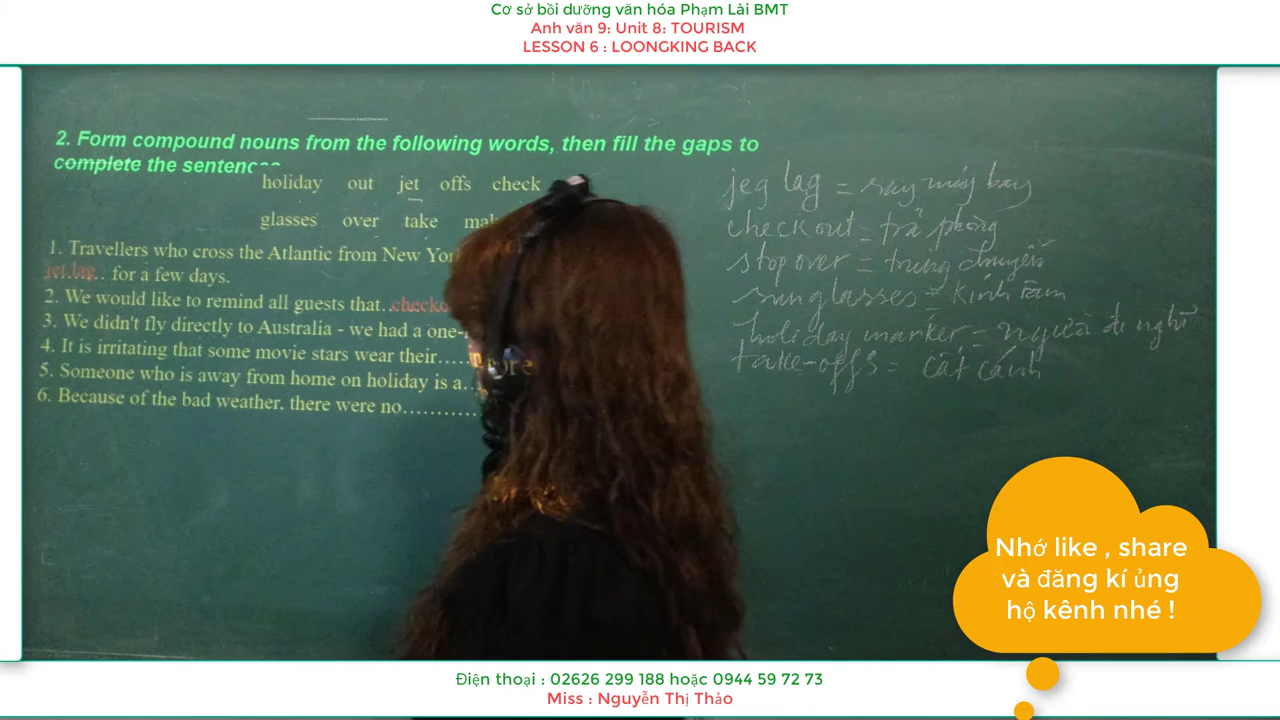 Cơ sở bồi dưỡng văn hóa Phạm Lài BMT
Anh văn 9: Unit 8: TOURISM
LESSON 6 : LOONGKING BACK
2. Form compound nouns from the following words, then fill the gaps to
complete the sentences
holiday out jet offs check
glasses over take
1. Travellers who cross the Atlantic from New
jet lag.. for a few days.
2. We would like to remind all guests that..
3. We didn't fly directly to Australia - we had a one-
4. It is irritating that some movie stars wear their......
5. Someone who is away from home on holiday is a..
6. Because of the bad weather, there were no............
jeg lag = say máy bay
checkout = trả phòng
stop over = trung chuyển
sunglasses = kính râm
holiday marker = người đi nghỉ
take-offs = cất cánh
Nhớ like , share
và đăng kí ủng
hộ kênh nhé !
Điện thoại : 02626 299 188 hoặc 0944 59 72 73
Miss : Nguyễn Thị Thảo